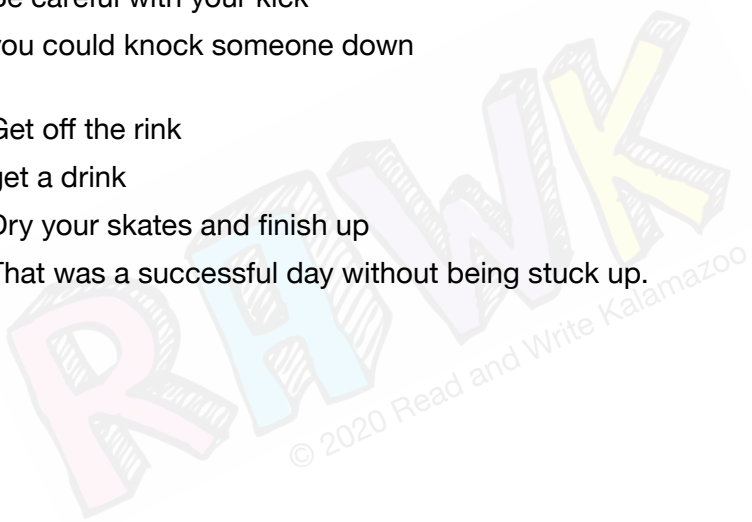 Be careful with your kick
you could knock someone down
Get off the rink
get a drink
Dry your skates and finish up
That was a successful day without being stuck up.
RAWK
© 2020 Read and Write Kalamazoo